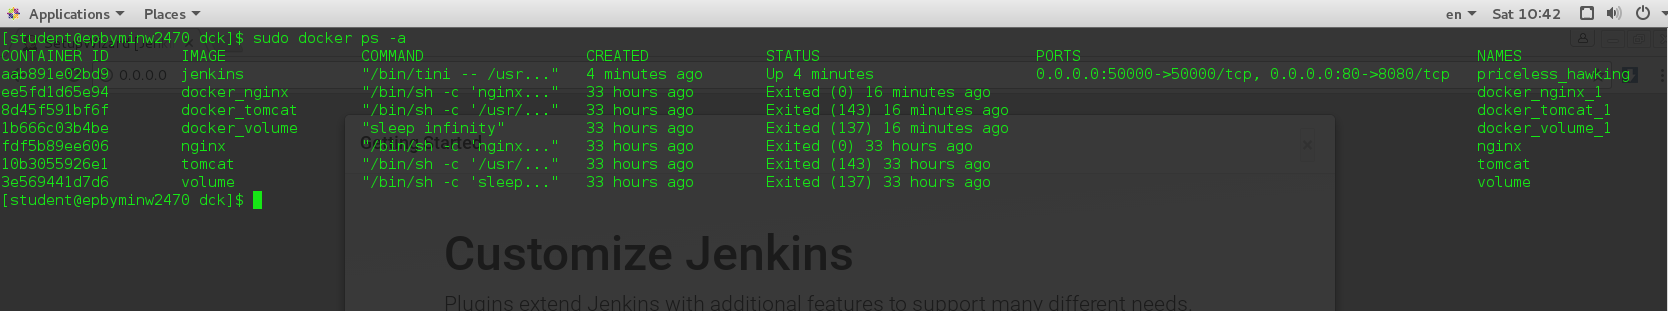 Applications Places en Sat 10:42
[student@epbyminw2470 dck]$ sudo docker ps -a
CONTAINER ID IMAGE COMMAND CREATED STATUS PORTS NAMES
aab891e02bd9 jenkins "/bin/tini -- /usr..." 4 minutes ago Up 4 minutes 0.0.0.0:50000->50000/tcp, 0.0.0.0:80->8080/tcp priceless_hawking
ee5fd1d65e94 docker_nginx "/bin/sh -c 'nginx..." 33 hours ago Exited (0) 16 minutes ago docker_nginx_1
8d45f591bf6f docker_tomcat "/bin/sh -c '/usr/..." 33 hours ago Exited (143) 16 minutes ago docker_tomcat_1
1b666c03b4be docker_volume "sleep infinity" 33 hours ago Exited (137) 16 minutes ago docker_volume_1
fdf5b89ee606 nginx "/bin/sh -c 'nginx..." 33 hours ago Exited (0) 33 hours ago nginx
10b3055926e1 tomcat "/bin/sh -c '/usr/..." 33 hours ago Exited (143) 33 hours ago tomcat
3e569441d7d6 volume "/bin/sh -c 'sleep..." 33 hours ago Exited (137) 33 hours ago volume
[student@epbyminw2470 dck]$
0.0.0.0
Getting Started
Customize Jenkins
Plugins extend Jenkins with additional features to support many different needs.